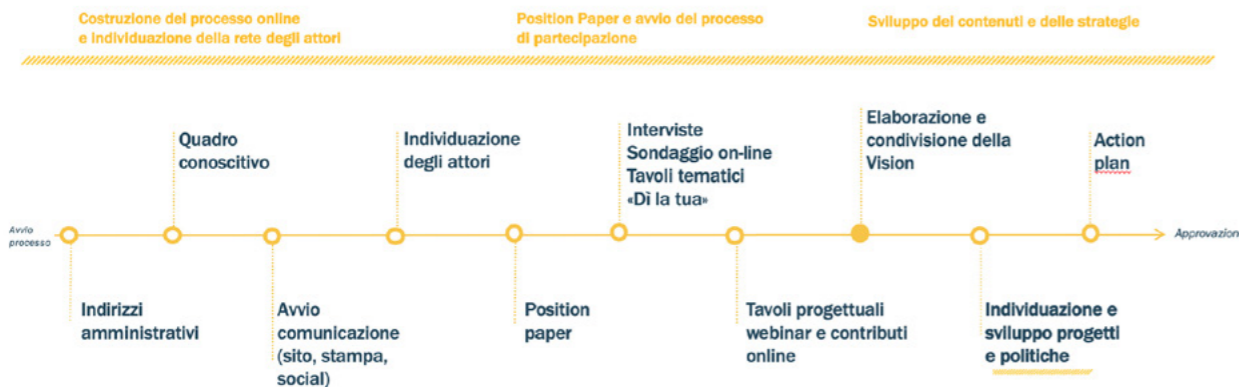 Costruzione del processo online
e individuazione della rete degli attori
Position Paper e avvio del processo
di partecipazione
Sviluppo dei contenuti e delle strategie
Quadro
conoscitivo
Individuazione
degli attori
Interviste
Sondaggio on-line
Tavoli tematici
«Dì la tua»
Elaborazione e
condivisione della
Vision
Action
plan
Avvio
processo
Approvazion
Indirizzi
amministrativi
Avvio
comunicazione
(sito, stampa,
social)
Position
paper
Tavoli progettuali
webinar e contributi
online
Individuazione e
sviluppo progetti
e politiche